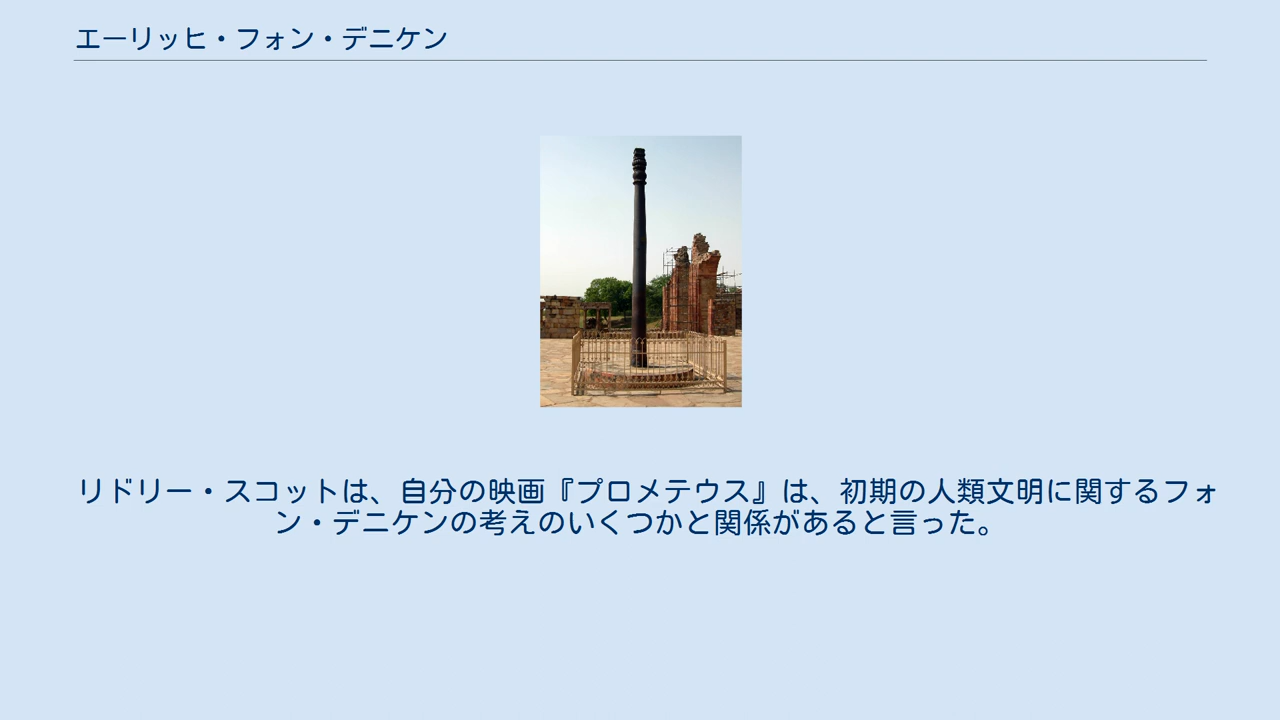 エーリッヒ・フォン・デニケン
リドリー・スコットは、自分の映画『プロメテウス』は、初期の人類文明に関するフォ
ン・デニケンの考えのいくつかと関係があると言った。